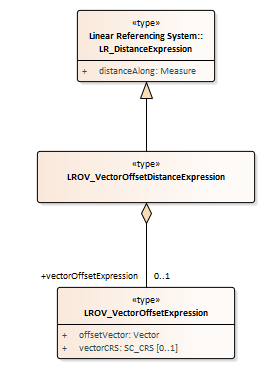 «type»
Linear Referencing System::
LR_DistanceExpression
+ distanceAlong: Measure
«type»
LROV_VectorOffsetDistanceExpression
+vectorOffsetExpression 0..1
«type»
LROV_VectorOffsetExpression
+ offsetVector: Vector
+ vectorCRS: SC_CRS [0..1]